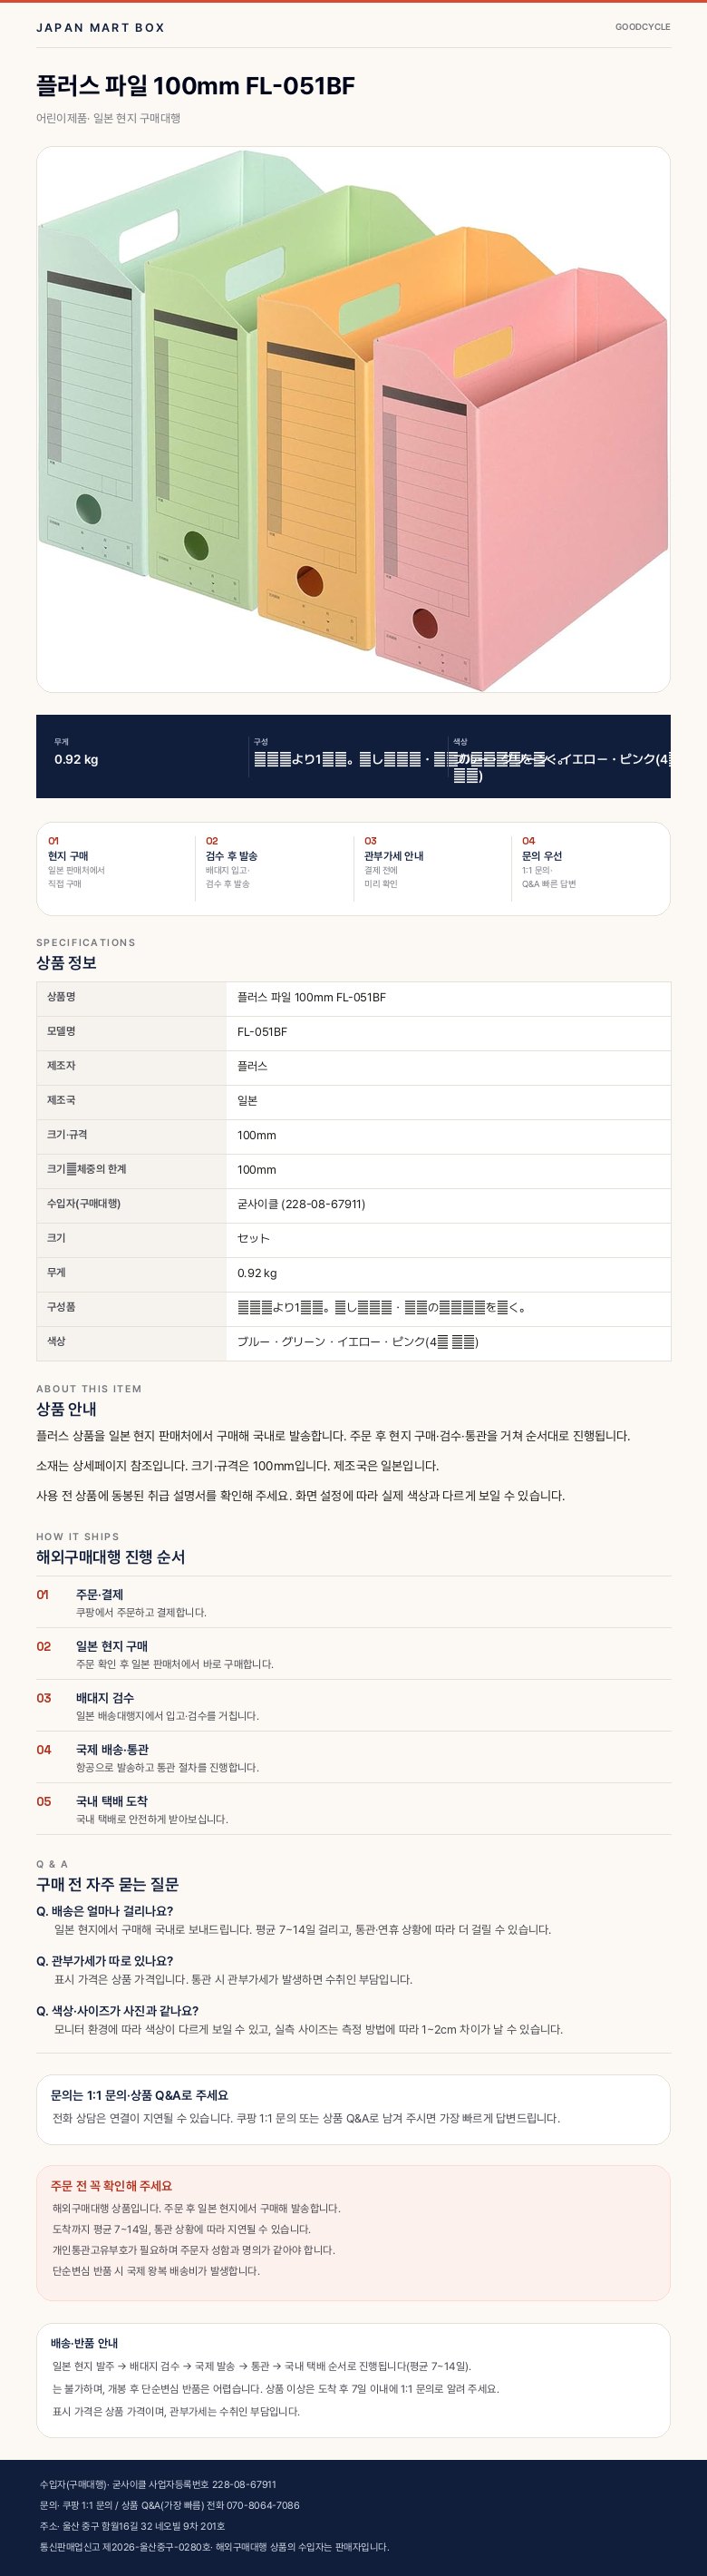 JAPAN MART BOX
GOODCYCLE
플러스 파일 100mm FL-051BF
어린이제품· 일본 현지 구매대행
무게
0.92 kg
구성
より1
색상
イエロー・ピンク(4
01
현지 구매
일본 판매처에서
직접 구매
02
검수 후 발송
배대지 입고·
검수 후 발송
03
관부가세 안내
결제 전에
미리 확인
04
문의 우선
1:1 문의·
Q&A 빠른 답변
SPECIFICATIONS
상품 정보
상품명 플러스 파일 100mm FL-051BF
모델명 FL-051BF
제조자 플러스
제조국 일본
크기·규격 100mm
크기 체중의 한계 100mm
수입자(구매대행) 굳사이클 (228-08-67911)
크기 セット
무게 0.92 kg
구성품 より1 。 し ・ の を く。
색상 ブルー・グリーン・イエロー・ピンク(4 )
ABOUT THIS ITEM
상품 안내
플러스 상품을 일본 현지 판매처에서 구매해 국내로 발송합니다. 주문 후 현지 구매·검수·통관을 거쳐 순서대로 진행됩니다.
소재는 상세페이지 참조입니다. 크기·규격은 100mm입니다. 제조국은 일본입니다.
사용 전 상품에 동봉된 취급 설명서를 확인해 주세요. 화면 설정에 따라 실제 색상과 다르게 보일 수 있습니다.
HOW IT SHIPS
해외구매대행 진행 순서
01 주문·결제
쿠팡에서 주문하고 결제합니다.
02 일본 현지 구매
주문 확인 후 일본 판매처에서 바로 구매합니다.
03 배대지 검수
일본 배송대행지에서 입고·검수를 거칩니다.
04 국제 배송·통관
항공으로 발송하고 통관 절차를 진행합니다.
05 국내 택배 도착
국내 택배로 안전하게 받아보십니다.
Q & A
구매 전 자주 묻는 질문
Q. 배송은 얼마나 걸리나요?
일본 현지에서 구매해 국내로 보내드립니다. 평균 7~14일 걸리고, 통관·연휴 상황에 따라 더 걸릴 수 있습니다.
Q. 관부가세가 따로 있나요?
표시 가격은 상품 가격입니다. 통관 시 관부가세가 발생하면 수취인 부담입니다.
Q. 색상·사이즈가 사진과 같나요?
모니터 환경에 따라 색상이 다르게 보일 수 있고, 실측 사이즈는 측정 방법에 따라 1~2cm 차이가 날 수 있습니다.
문의는 1:1 문의·상품 Q&A로 주세요
전화 상담은 연결이 지연될 수 있습니다. 쿠팡 1:1 문의 또는 상품 Q&A로 남겨 주시면 가장 빠르게 답변드립니다.
주문 전 꼭 확인해 주세요
해외구매대행 상품입니다. 주문 후 일본 현지에서 구매해 발송합니다.
도착까지 평균 7~14일, 통관 상황에 따라 지연될 수 있습니다.
개인통관고유부호가 필요하며 주문자 성함과 명의가 같아야 합니다.
단순변심 반품 시 국제 왕복 배송비가 발생합니다.
배송·반품 안내
일본 현지 발주 → 배대지 검수 → 국제 발송 → 통관 → 국내 택배 순서로 진행됩니다(평균 7~14일).
는 불가하며, 개봉 후 단순변심 반품은 어렵습니다. 상품 이상은 도착 후 7일 이내에 1:1 문의로 알려 주세요.
표시 가격은 상품 가격이며, 관부가세는 수취인 부담입니다.
수입자(구매대행)· 굳사이클 사업자등록번호 228-08-67911
문의· 쿠팡 1:1 문의 / 상품 Q&A(가장 빠름) 전화 070-8064-7086
주소· 울산 중구 함월16길 32 네오빌 9차 201호
통신판매업신고 제2026-울산중구-0280호· 해외구매대행 상품의 수입자는 판매자입니다.